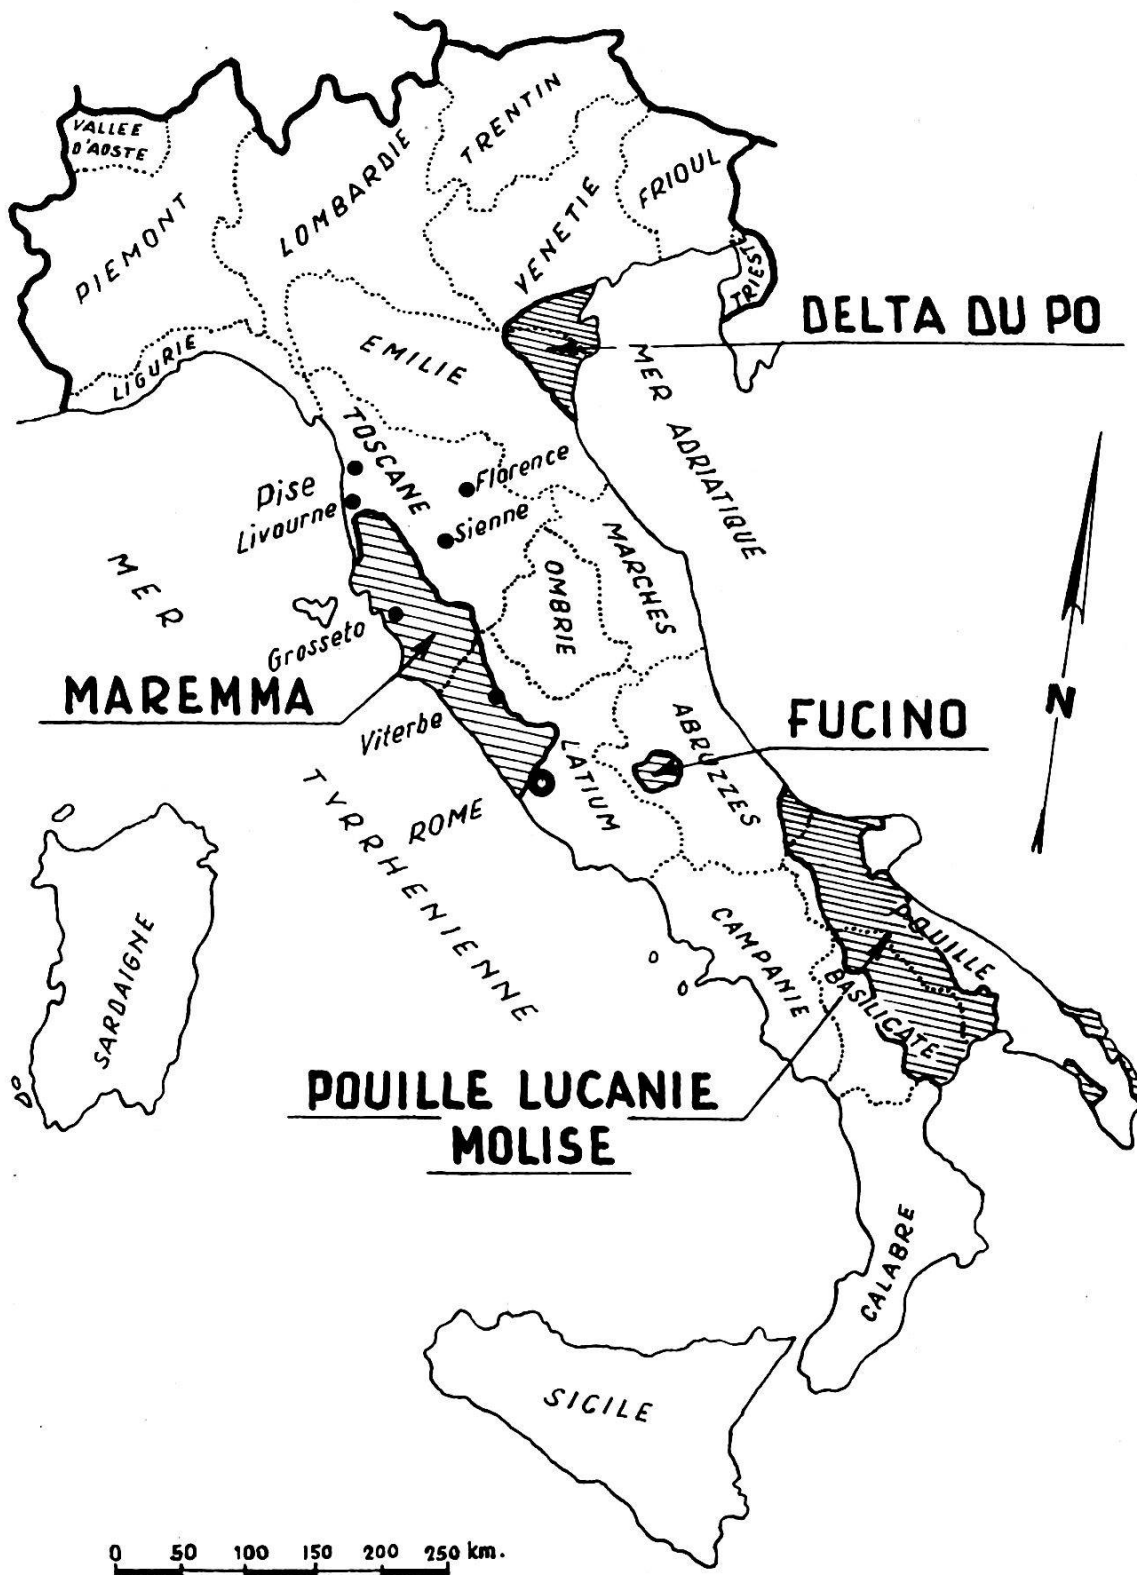 VALLEE
D'AOSTE
PIEMONT
LOMBARDIE
TRENTIN
VENETIE
FRIOUL
TRIESTE
DELTA DU PO
LIGURIE
EMILIE
MER ADRIATIQUE
TOSCANE
Florence
Pise
Livourne
Sienne
MARCHES
OMBRIE
MER
Grosseto
MAREMMA
Viterbe
FUCINO
N
ABRUZZES
LATIUM
ROME
TYRRHENIENNE
SARDAIGNE
CAMPANIE
POUILLE
BASILICATE
POUILLE LUCANIE
MOLISE
CALABRE
SICILE
0 50 100 150 200 250 km.